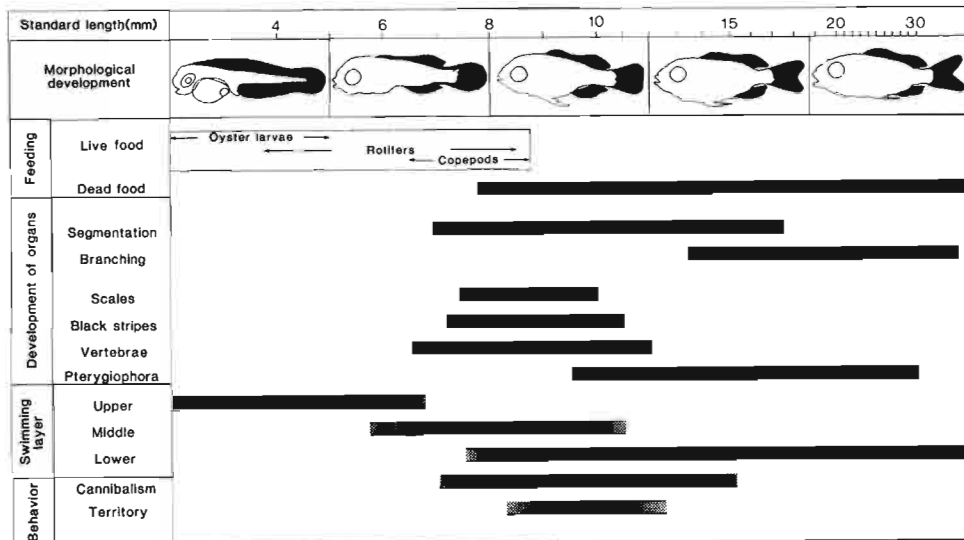 Standard length(mm) 4 6 8 10 15 20 30
Morphological
development
Feeding
Live food
Oyster larvae
Rotifers
Copepods
Dead food
Development of organs
Segmentation
Branching
Scales
Black stripes
Vertebrae
Pterygiophora
Swimming
layer
Upper
Middle
Lower
Behavior
Cannibalism
Territory